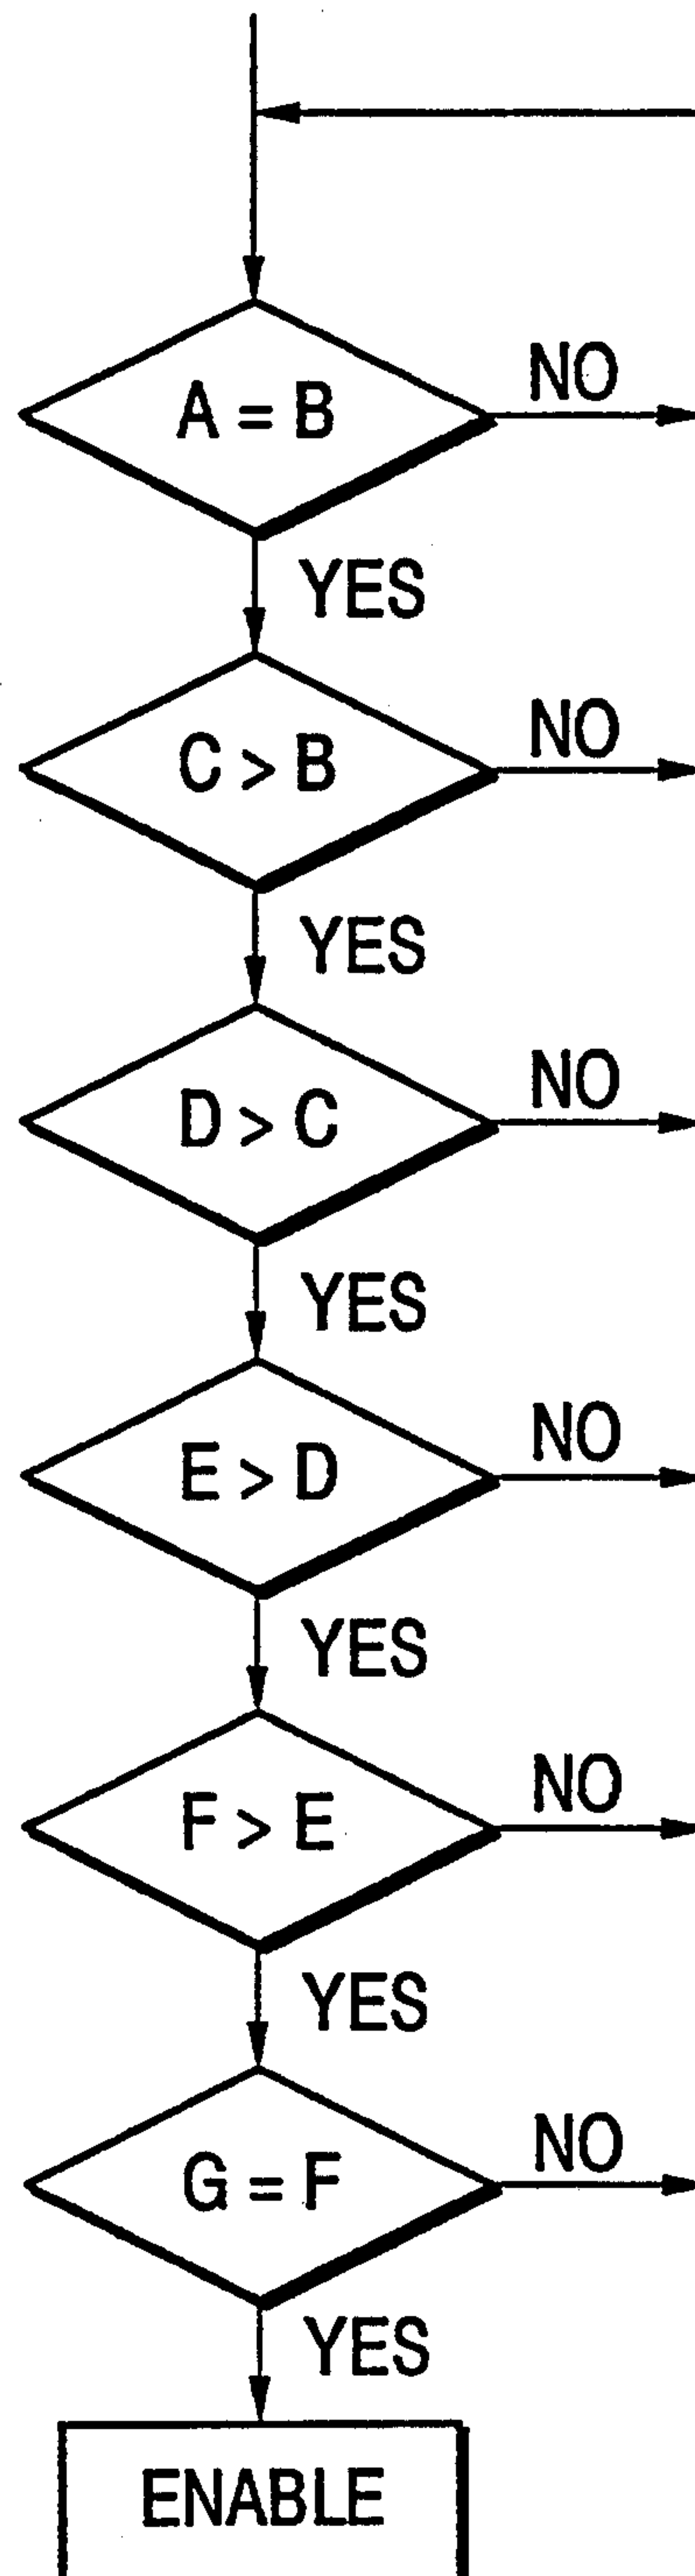 A = B
NO
YES
C > B
NO
YES
D > C
NO
YES
E > D
NO
YES
F > E
NO
YES
G = F
NO
YES
ENABLE